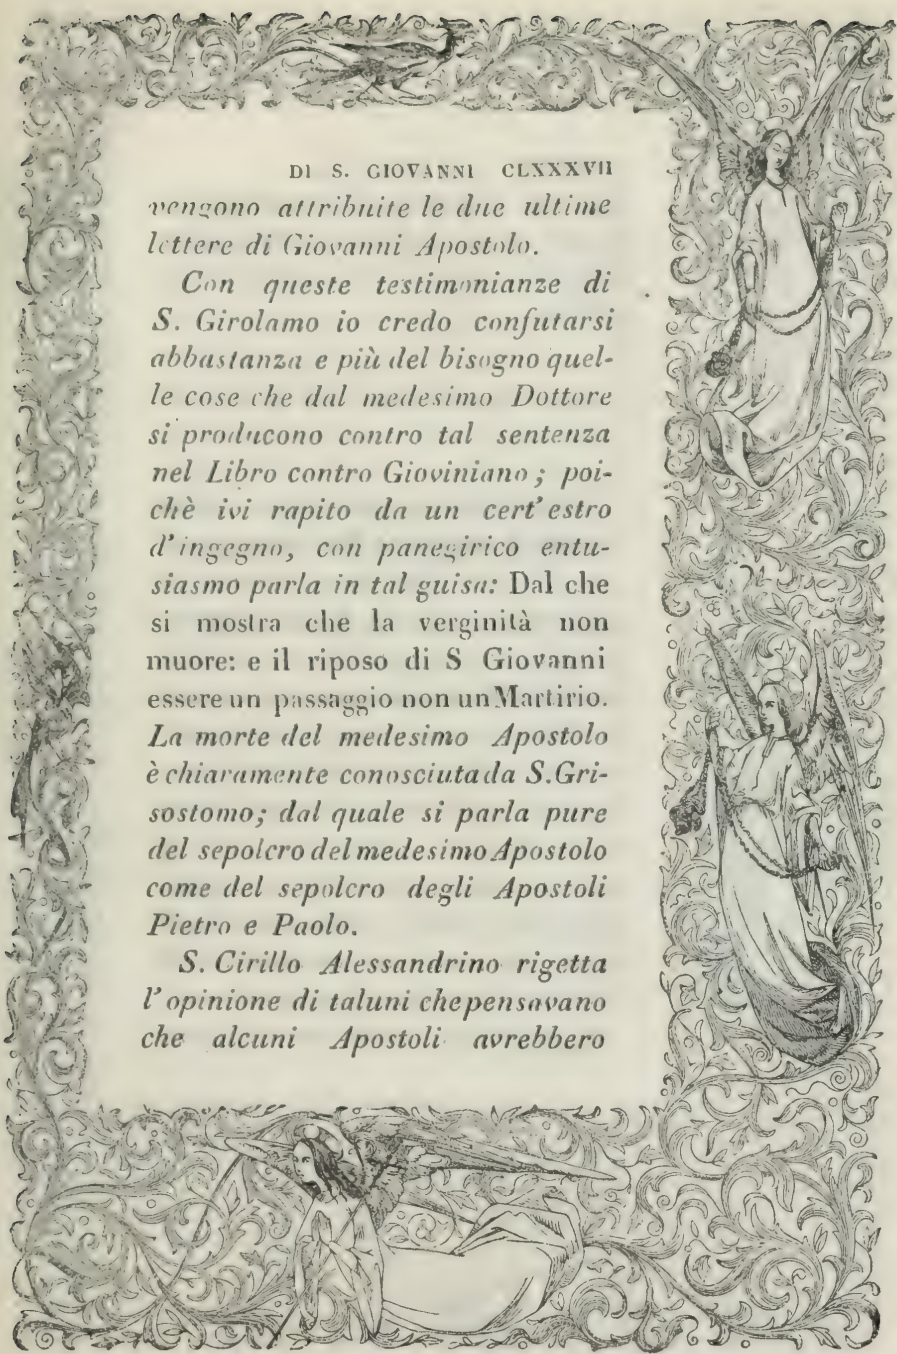 DI S. GIOVANNI CLXXXVII
vengono attribuite le due ultime
lettere di Giovanni Apostolo.
Con queste testimonianze di
S. Girolamo io credo confutarsi
abbastanza e più del bisogno quel-
le cose che dal medesimo Dottore
si producono contro tal sentenza
nel Libro contro Gioviniano; poi-
chè ivi rapito da un cert' estro
d'ingegno, con panegirico entu-
siasmo parla in tal guisa: Dal che
si mostra che la verginità non
muore: e il riposo di S Giovanni
essere un passaggio non un Martirio.
La morte del medesimo Apostolo
è chiaramente conosciuta da S. Gri-
sostomo; dal quale si parla pure
del sepolcro del medesimo Apostolo
come del sepolcro degli Apostoli
Pietro e Paolo.
S. Cirillo Alessandrino rigetta
l'opinione di taluni che pensavano
che alcuni Apostoli avrebbero